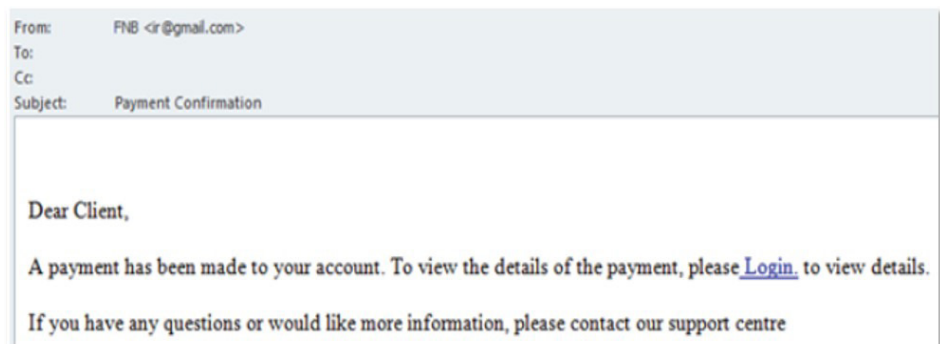 From: FNB <ir@gmail.com>
To:
Cc:
Subject: Payment Confirmation
Dear Client,
A payment has been made to your account. To view the details of the payment, please Login. to view details.
If you have any questions or would like more information, please contact our support centre